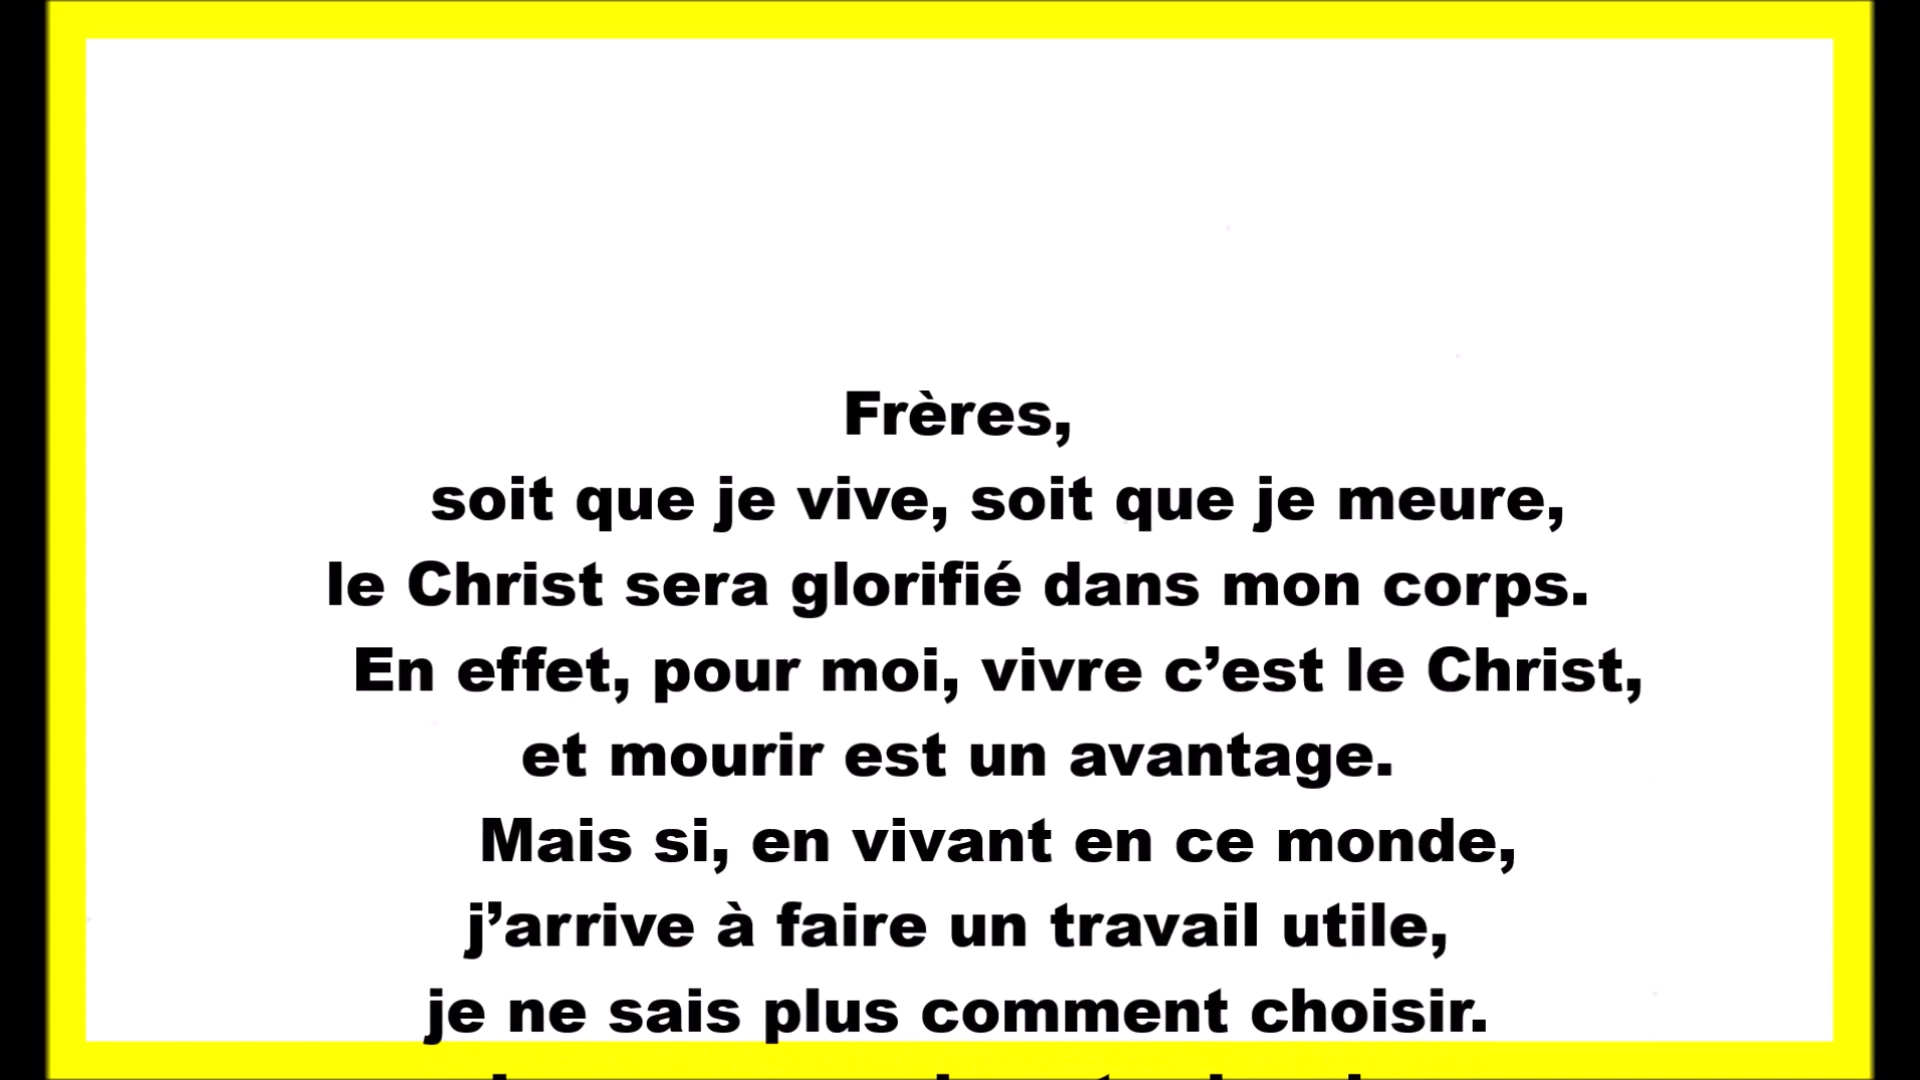 Frères,
soit que je vive, soit que je meure,
le Christ sera glorifié dans mon corps.
En effet, pour moi, vivre c’est le Christ,
et mourir est un avantage.
Mais si, en vivant en ce monde,
j’arrive à faire un travail utile,
je ne sais plus comment choisir.